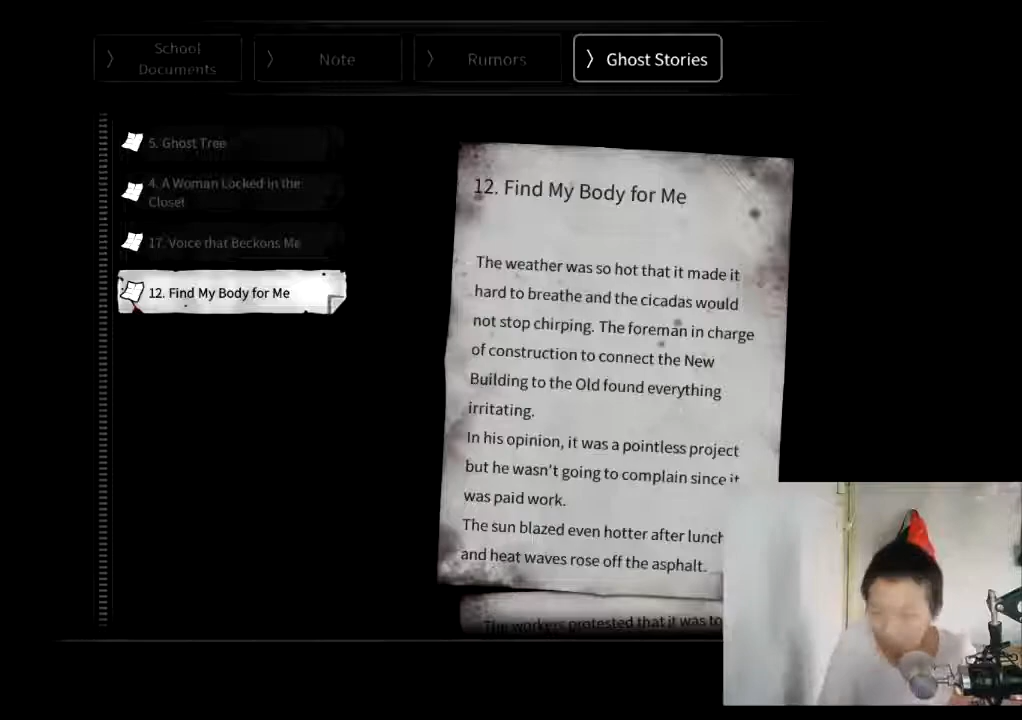 School
Documents
Note
Rumors
Ghost Stories
5. Ghost Tree
4. A Woman Locked in the
Closet
17. Voice that Beckons Me
12. Find My Body for Me
12. Find My Body for Me
The weather was so hot that it made it
hard to breathe and the cicadas would
not stop chirping. The foreman in charge
of construction to connect the New
Building to the Old found everything
irritating.
In his opinion, it was a pointless project
but he wasn't going to complain since it
was paid work.
The sun blazed even hotter after lunch
and heat waves rose off the asphalt.
The workers protested that it was to